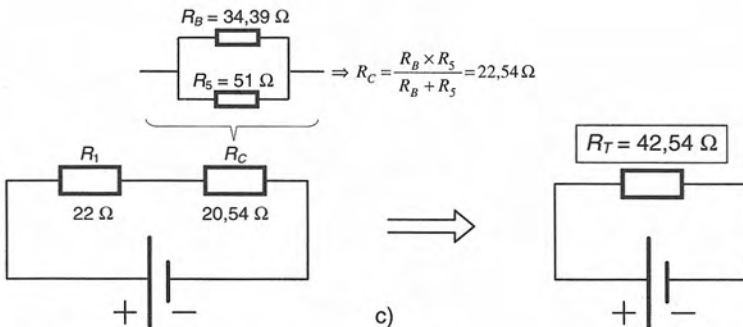 R_B = 34,39 Ω
R_5 = 51 Ω
⇒ R_C = \frac{R_B × R_5}{R_B + R_5} = 22,54 Ω
R_T = 42,54 Ω
R_1 R_C
22 Ω 20,54 Ω
+ − + −
c)